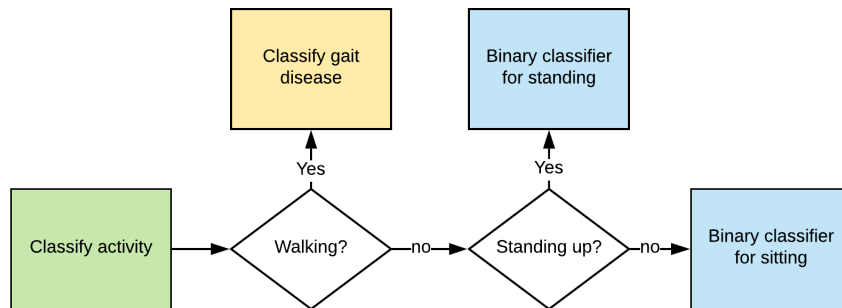 Classify gait
disease
Binary classifier
for standing
Yes
Yes
Classify activity
Walking?
no
Standing up?
no
Binary classifier
for sitting